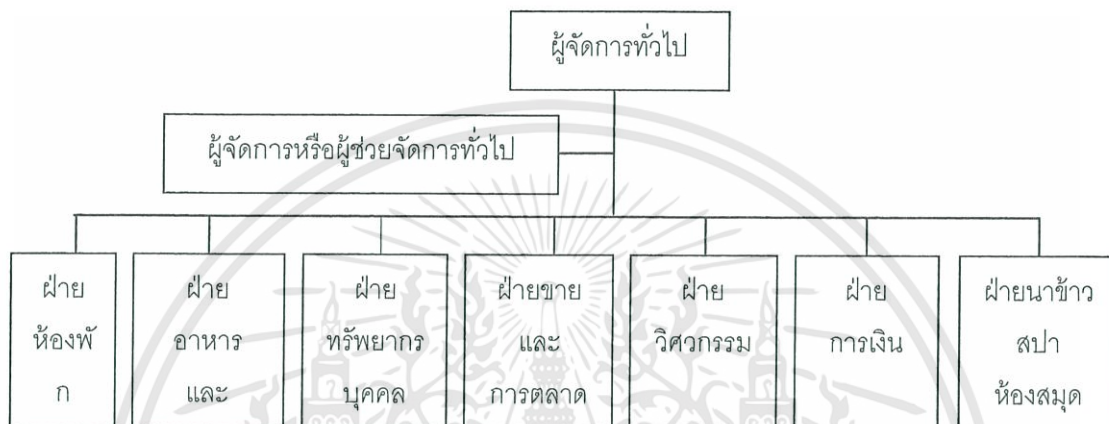 ผู้จัดการทั่วไป
ผู้จัดการหรือผู้ช่วยจัดการทั่วไป
ฝ่าย
ห้องพั
ก
ฝ่าย
อาหาร
และ
ฝ่าย
ทรัพยากร
บุคคล
ฝ่ายขาย
และ
การตลาด
ฝ่าย
วิศวกรรม
ฝ่าย
การเงิน
ฝ่ายนาข้าว
สปา
ห้องสมุด